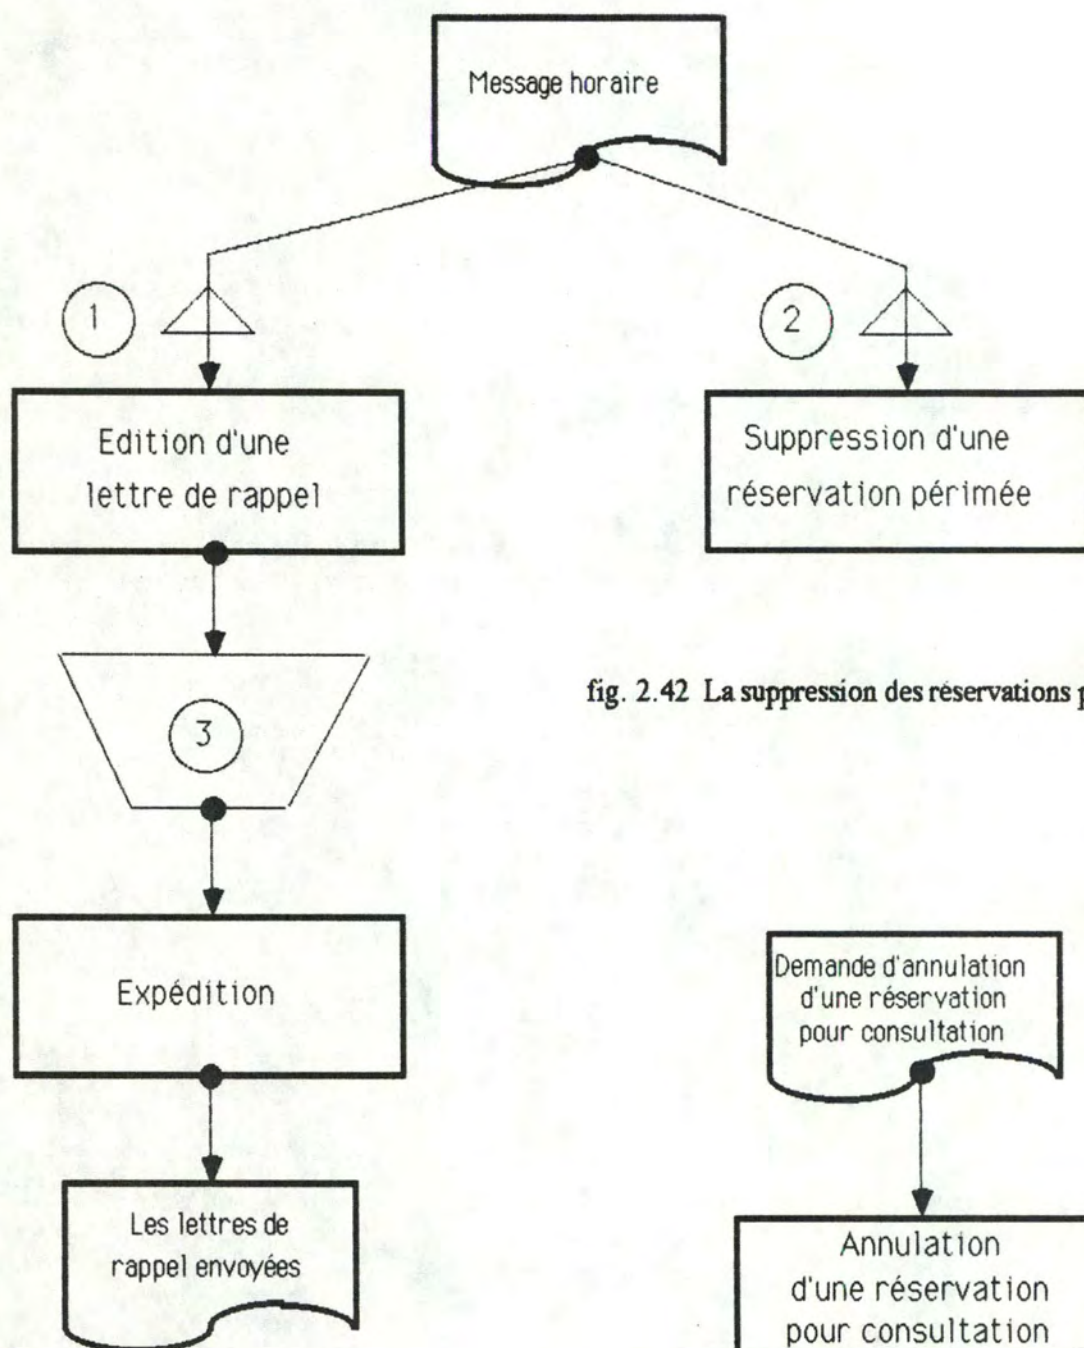 Message horaire
1
2
Edition d'une
lettre de rappel
Suppression d'une
réservation périmée
3
fig. 2.42 La suppression des réservations
Expédition
Demande d'annulation
d'une réservation
pour consultation
Les lettres de
rappel envoyées
Annulation
d'une réservation
pour consultation